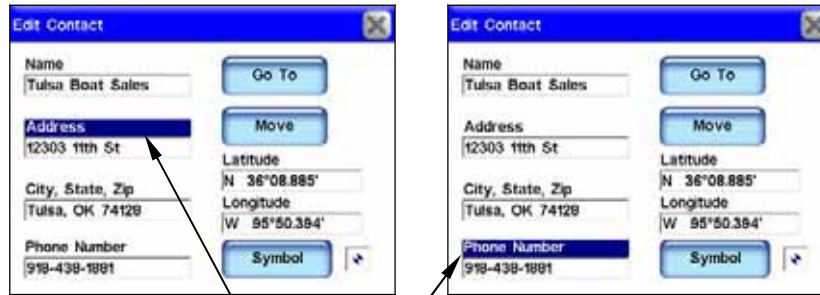 Edit Contact
Name
Tulsa Boat Sales
Address
12303 11th St
City, State, Zip
Tulsa, OK 74128
Phone Number
918-438-1881
Go To
Move
Latitude
N 36°08.885'
Longitude
W 95°50.394'
Symbol
Edit Contact
Name
Tulsa Boat Sales
Address
12303 11th St
City, State, Zip
Tulsa, OK 74128
Phone Number
918-438-1881
Go To
Move
Latitude
N 36°08.885'
Longitude
W 95°50.394'
Symbol